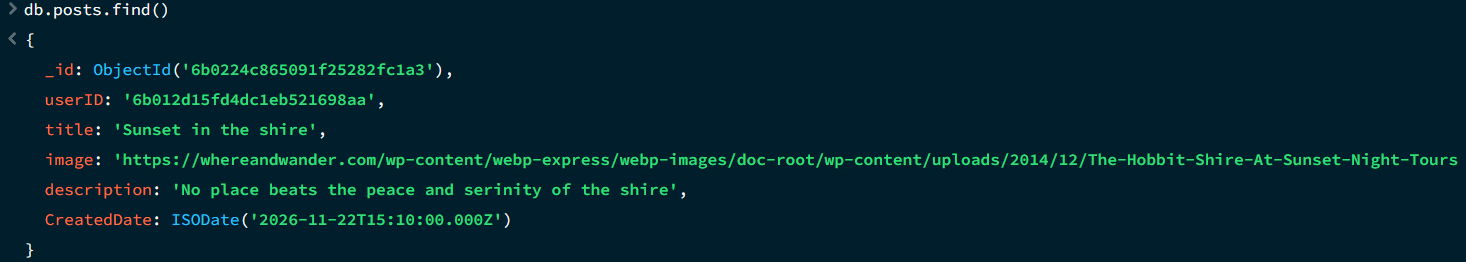 > db.posts.find()
< {
_id: ObjectId('6b0224c865091f25282fc1a3'),
userID: '6b012d15fd4dc1eb521698aa',
title: 'Sunset in the shire',
image: 'https://whereandwander.com/wp-content/webp-express/webp-images/doc-root/wp-content/uploads/2014/12/The-Hobbit-Shire-At-Sunset-Night-Tours
description: 'No place beats the peace and serinity of the shire',
CreatedDate: ISODate('2026-11-22T15:10:00.000Z')
}